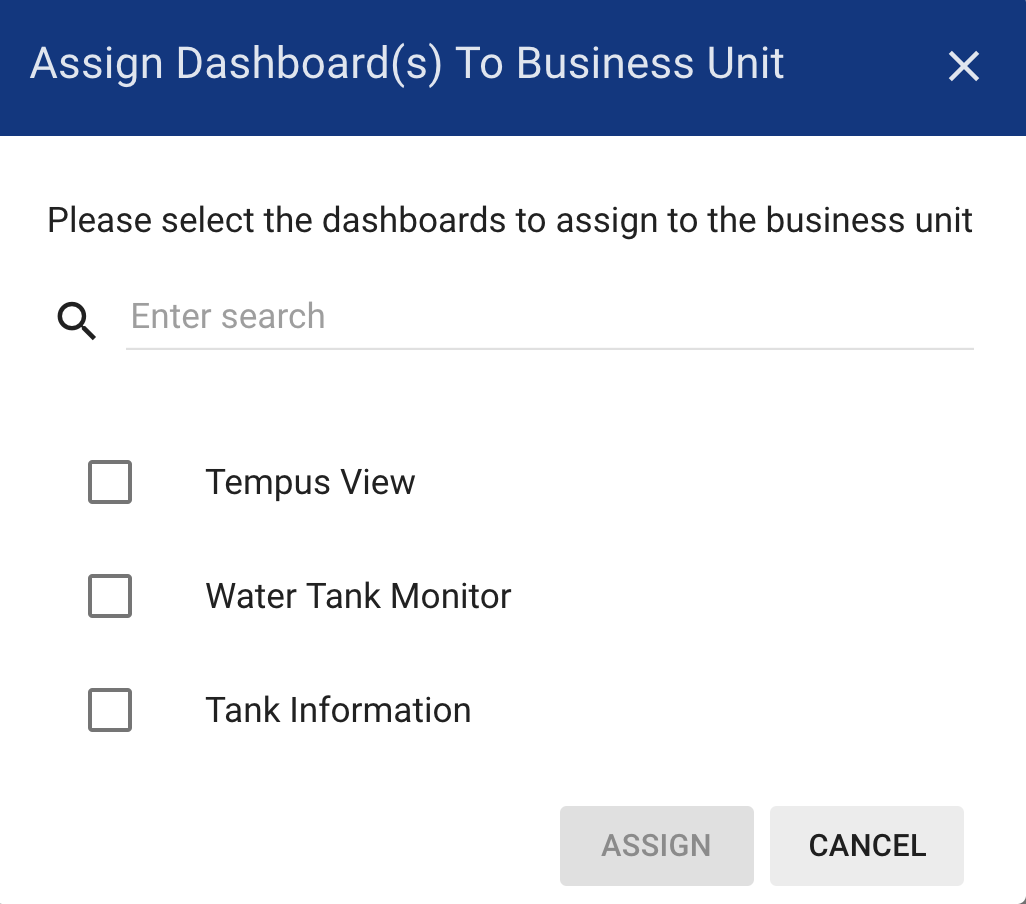 Assign Dashboard(s) To Business Unit
Please select the dashboards to assign to the business unit
Enter search
Tempus View
Water Tank Monitor
Tank Information
ASSIGN
CANCEL